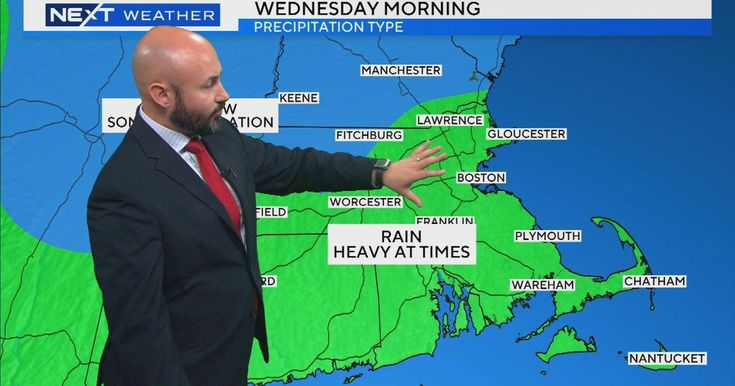 NEXT WEATHER
WEDNESDAY MORNING
PRECIPITATION TYPE
MANCHESTER
KEENE
LAWRENCE
FITCHBURG
GLOUCESTER
BOSTON
WORCESTER
FRANKLIN
RAIN
HEAVY AT TIMES
PLYMOUTH
WAREHAM
CHATHAM
NANTUCKET